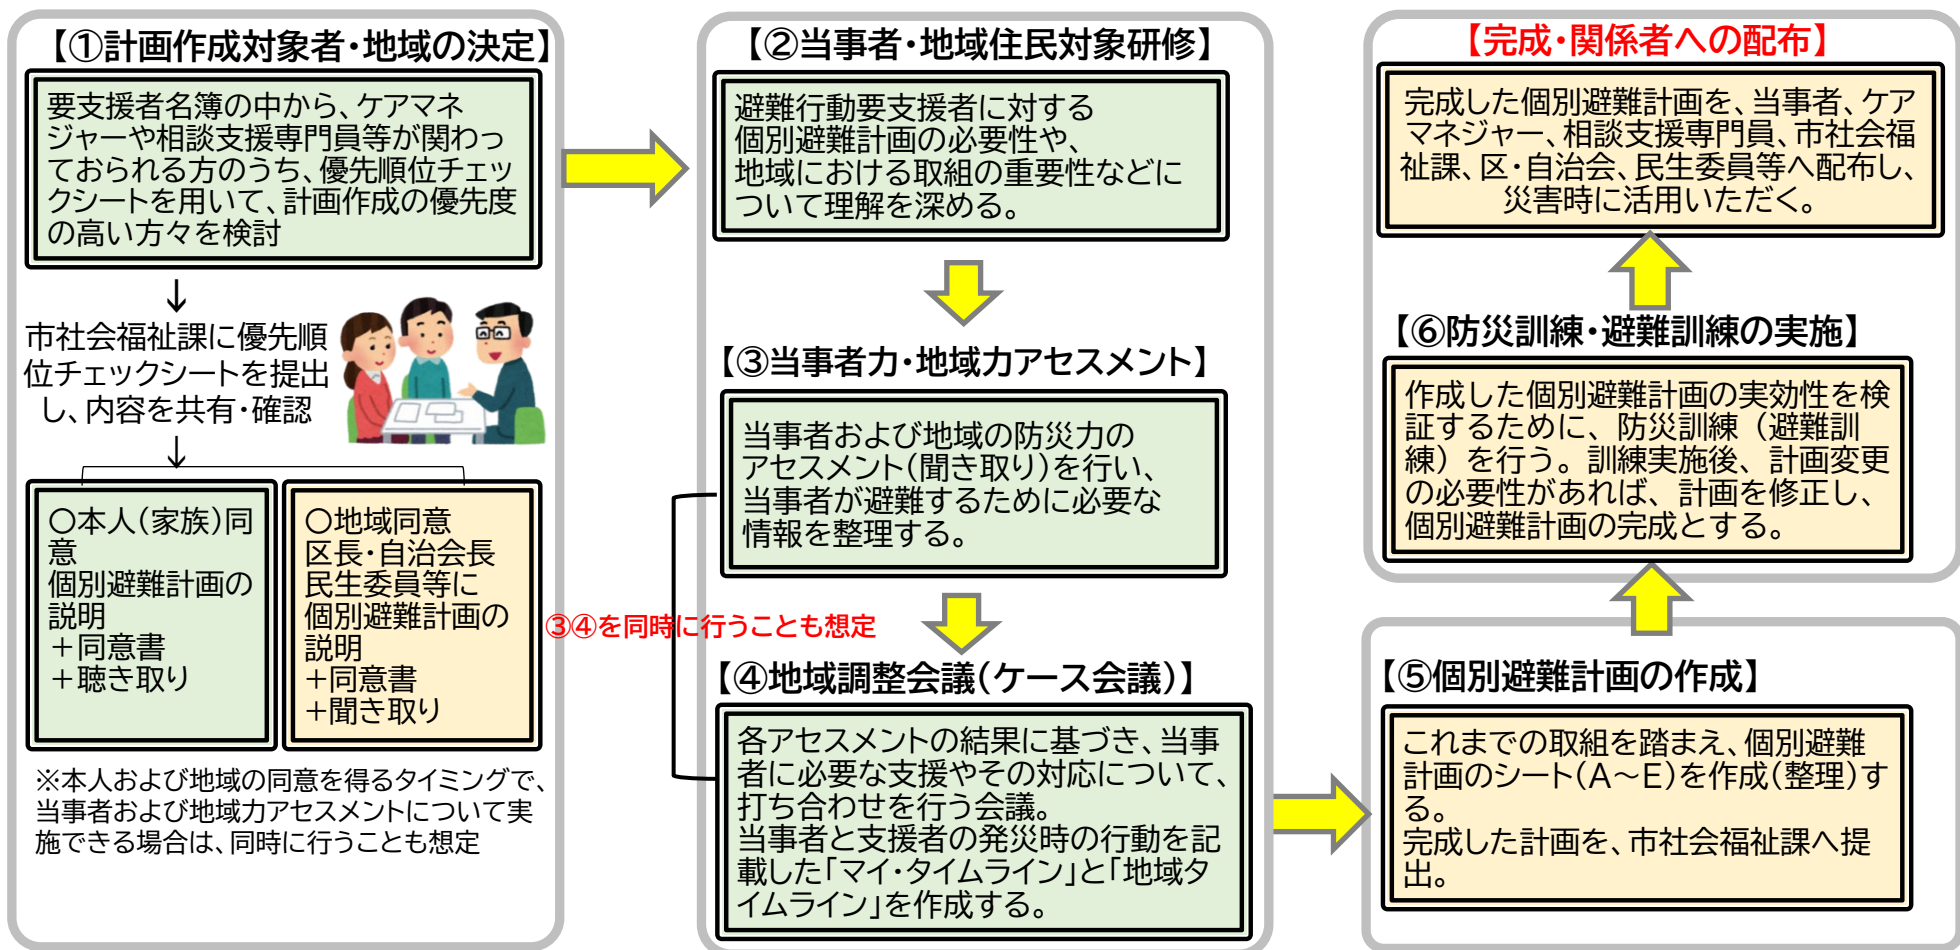 【①計画作成対象者・地域の決定】
要支援者名簿の中から、ケアマネ
ジャーや相談支援専門員等が関わっ
ておられる方のうち、優先順位チェッ
クシートを用いて、計画作成の優先度
の高い方々を検討
↓
市社会福祉課に優先順
位チェックシートを提出
し、内容を共有・確認
↓
〇本人(家族)同
意
個別避難計画の
説明
＋同意書
＋聴き取り
〇地域同意
区長・自治会長
民生委員等に
個別避難計画の
説明
＋同意書
＋聞き取り
※本人および地域の同意を得るタイミングで、
当事者および地域力アセスメントについて実
施できる場合は、同時に行うことも想定
【②当事者・地域住民対象研修】
避難行動要支援者に対する
個別避難計画の必要性や、
地域における取組の重要性などに
ついて理解を深める。
【③当事者力・地域力アセスメント】
当事者および地域の防災力の
アセスメント(聞き取り)を行い、
当事者が避難するために必要な
情報を整理する。
③④を同時に行うことも想定
【④地域調整会議(ケース会議)】
各アセスメントの結果に基づき、当事
者に必要な支援やその対応について、
打ち合わせを行う会議。
当事者と支援者の発災時の行動を記
載した「マイ・タイムライン」と「地域タ
イムライン」を作成する。
【⑤個別避難計画の作成】
これまでの取組を踏まえ、個別避難
計画のシート(A～E)を作成(整理)す
る。
完成した計画を、市社会福祉課へ提
出。
【⑥防災訓練・避難訓練の実施】
作成した個別避難計画の実効性を検
証するために、防災訓練（避難訓
練）を行う。訓練実施後、計画変更
の必要性があれば、計画を修正し、
個別避難計画の完成とする。
【完成・関係者への配布】
完成した個別避難計画を、当事者、ケア
マネジャー、相談支援専門員、市社会福
祉課、区・自治会、民生委員等へ配布し、
災害時に活用いただく。